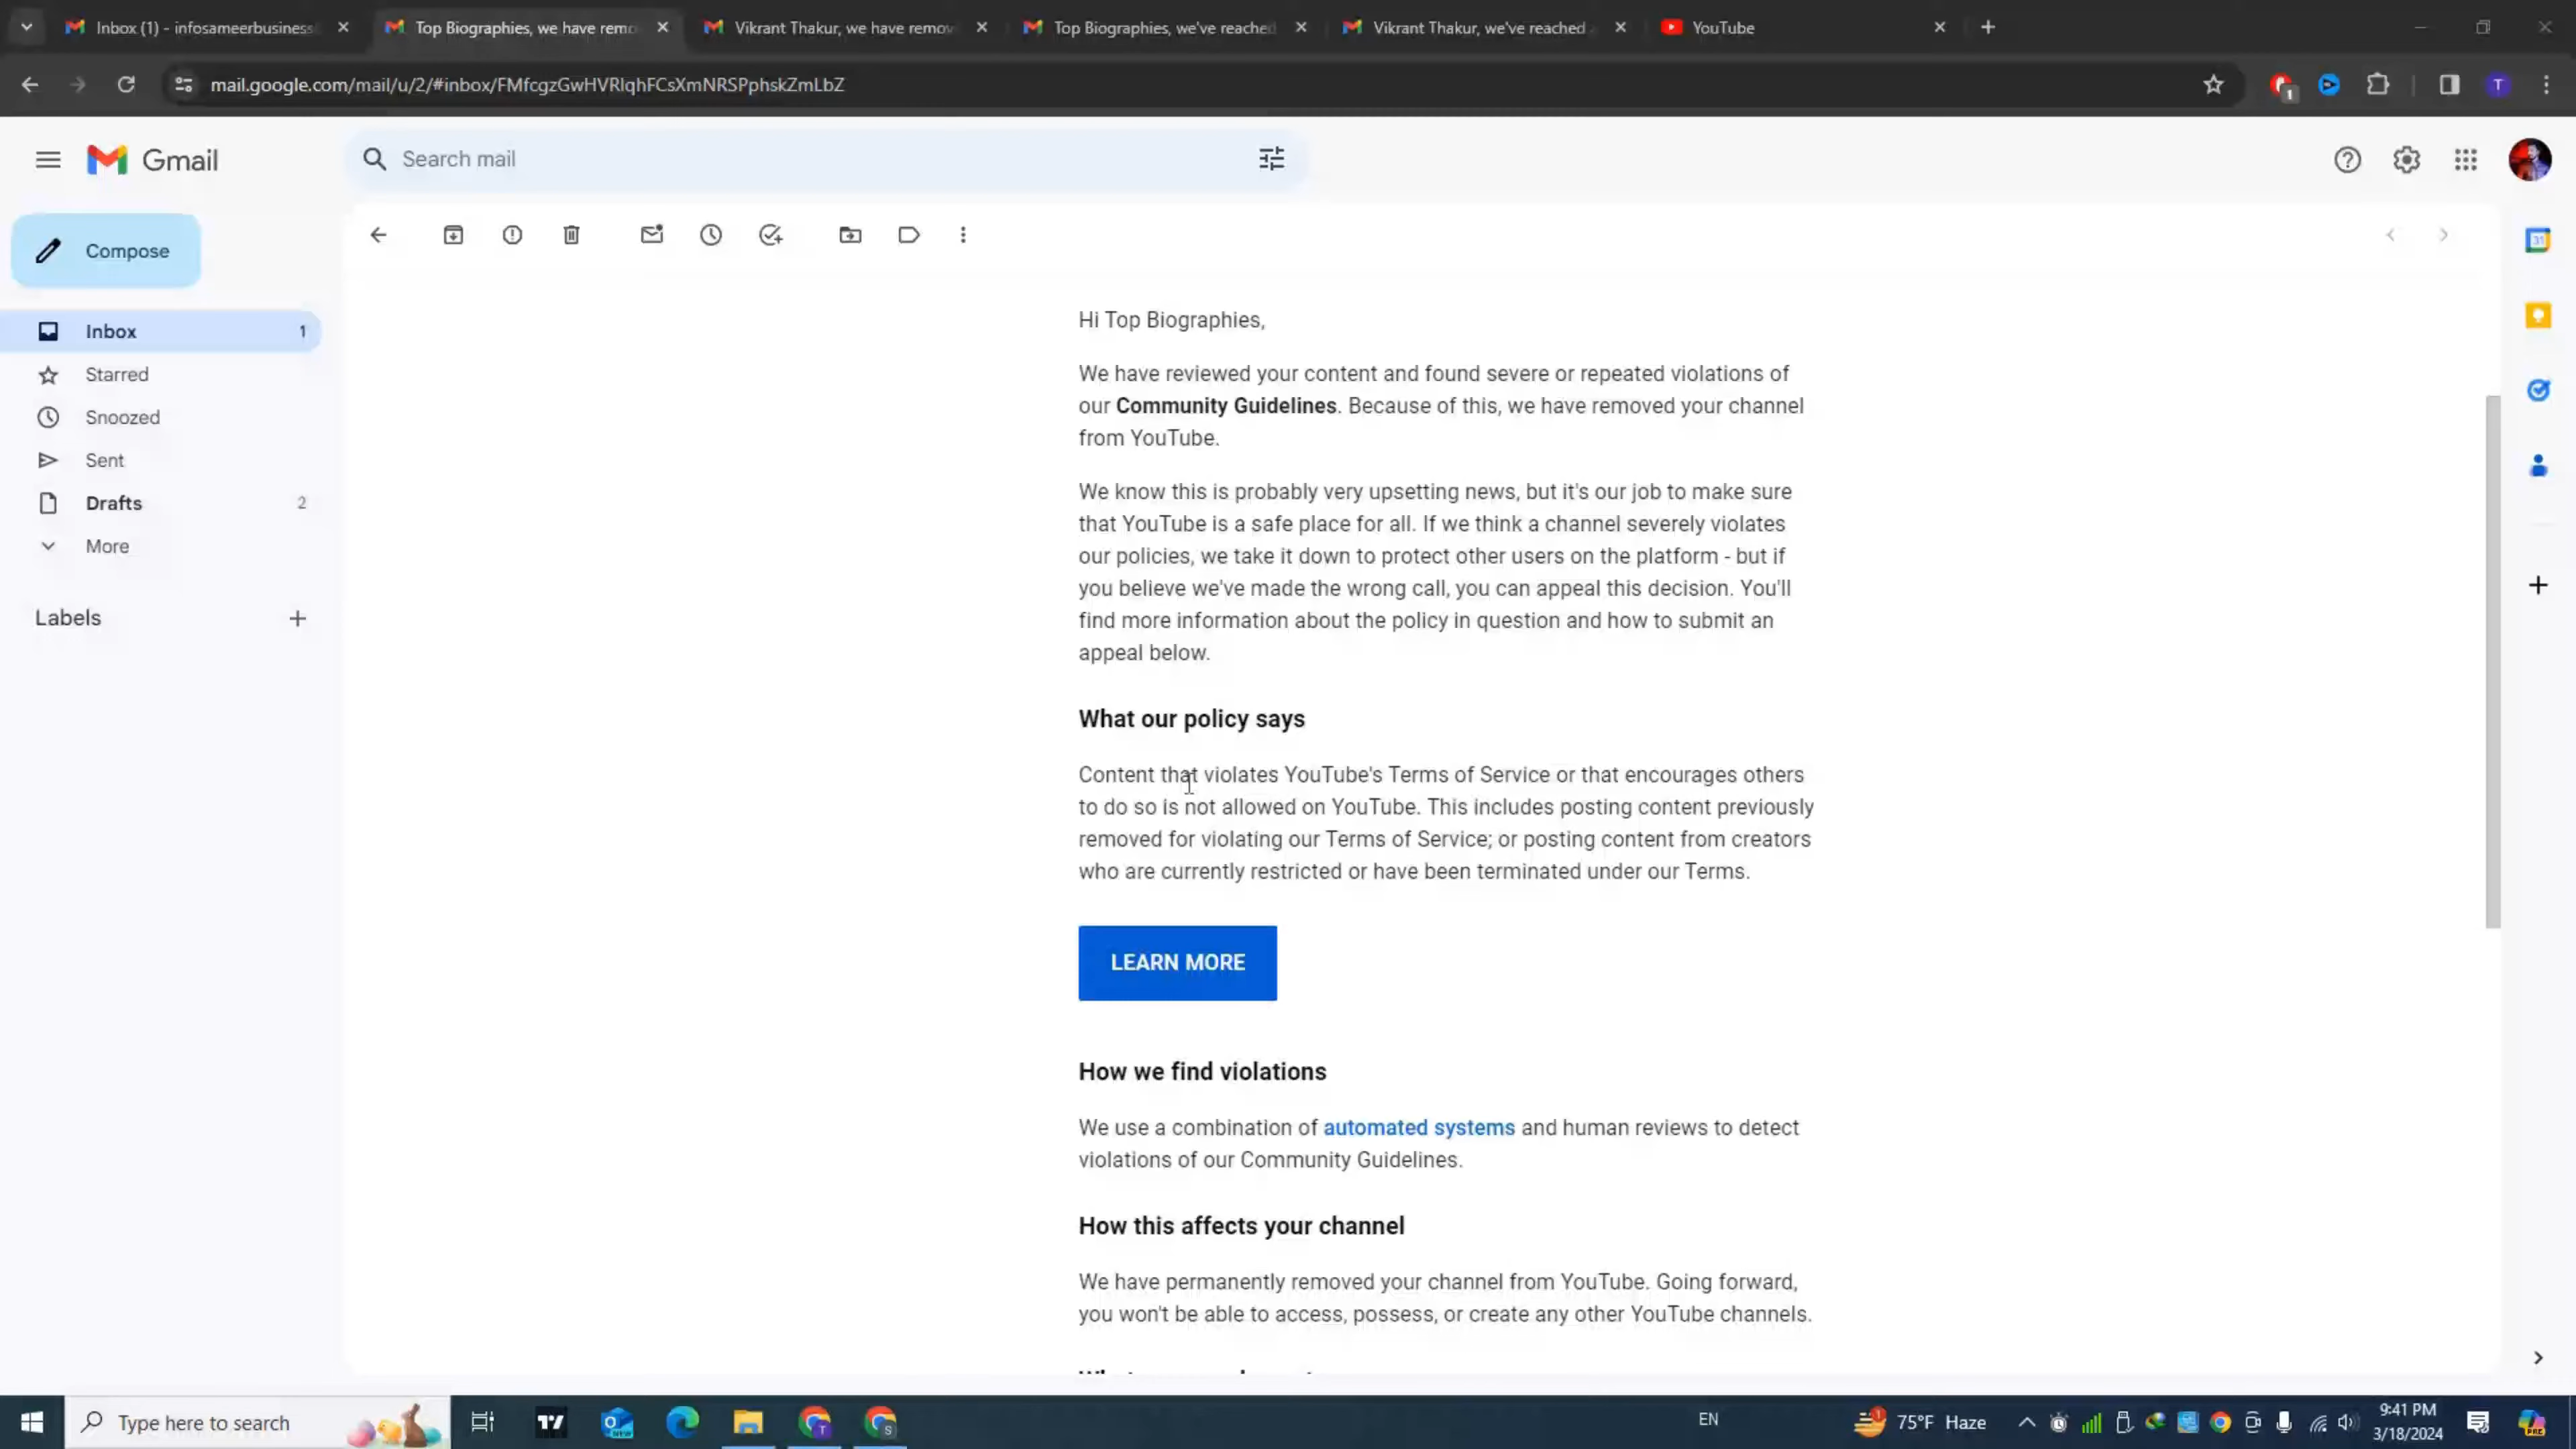 Inbox (1) - infosameerbusiness
Top Biographies, we have remo
Vikrant Thakur, we have remov
Top Biographies, we've reached
Vikrant Thakur, we've reached
YouTube
mail.google.com/mail/u/2/#inbox/FMfcgzGwHVRlqhFCsXmNRSPphskZmLbZ
1
T
Gmail
Search mail
Compose
Inbox 1
Starred
Snoozed
Sent
Drafts 2
More
Labels
31
Hi Top Biographies,
We have reviewed your content and found severe or repeated violations of
our Community Guidelines. Because of this, we have removed your channel
from YouTube.
We know this is probably very upsetting news, but it's our job to make sure
that YouTube is a safe place for all. If we think a channel severely violates
our policies, we take it down to protect other users on the platform - but if
you believe we've made the wrong call, you can appeal this decision. You'll
find more information about the policy in question and how to submit an
appeal below.
What our policy says
Content that violates YouTube's Terms of Service or that encourages others
to do so is not allowed on YouTube. This includes posting content previously
removed for violating our Terms of Service; or posting content from creators
who are currently restricted or have been terminated under our Terms.
LEARN MORE
How we find violations
We use a combination of automated systems and human reviews to detect
violations of our Community Guidelines.
How this affects your channel
We have permanently removed your channel from YouTube. Going forward,
you won't be able to access, possess, or create any other YouTube channels.
Type here to search
EN
75°F Haze
9:41 PM
3/18/2024